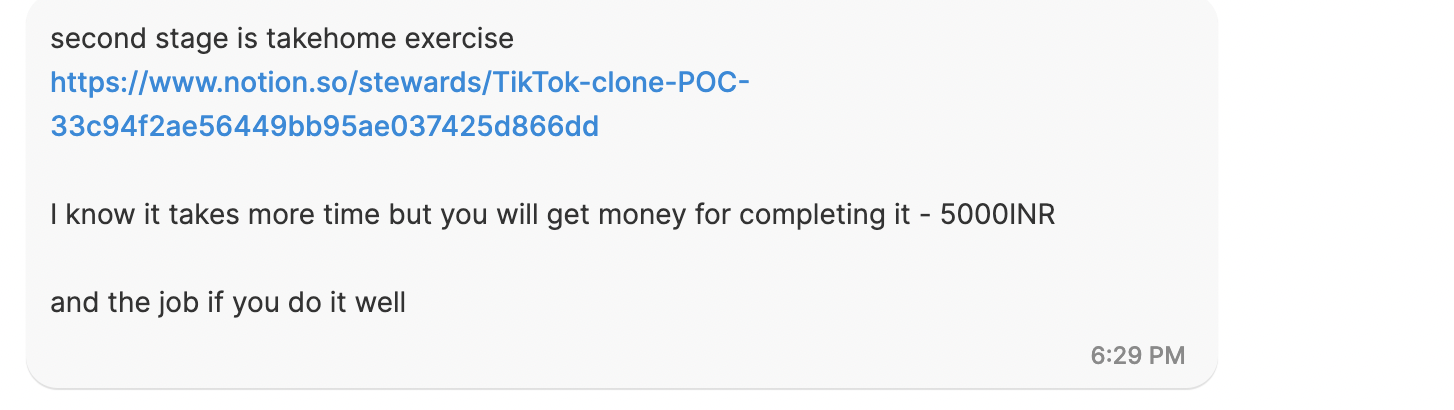 second stage is takehome exercise
https://www.notion.so/stewards/TikTok-clone-POC-
33c94f2ae56449bb95ae037425d866dd
I know it takes more time but you will get money for completing it - 5000INR
and the job if you do it well
6:29 PM